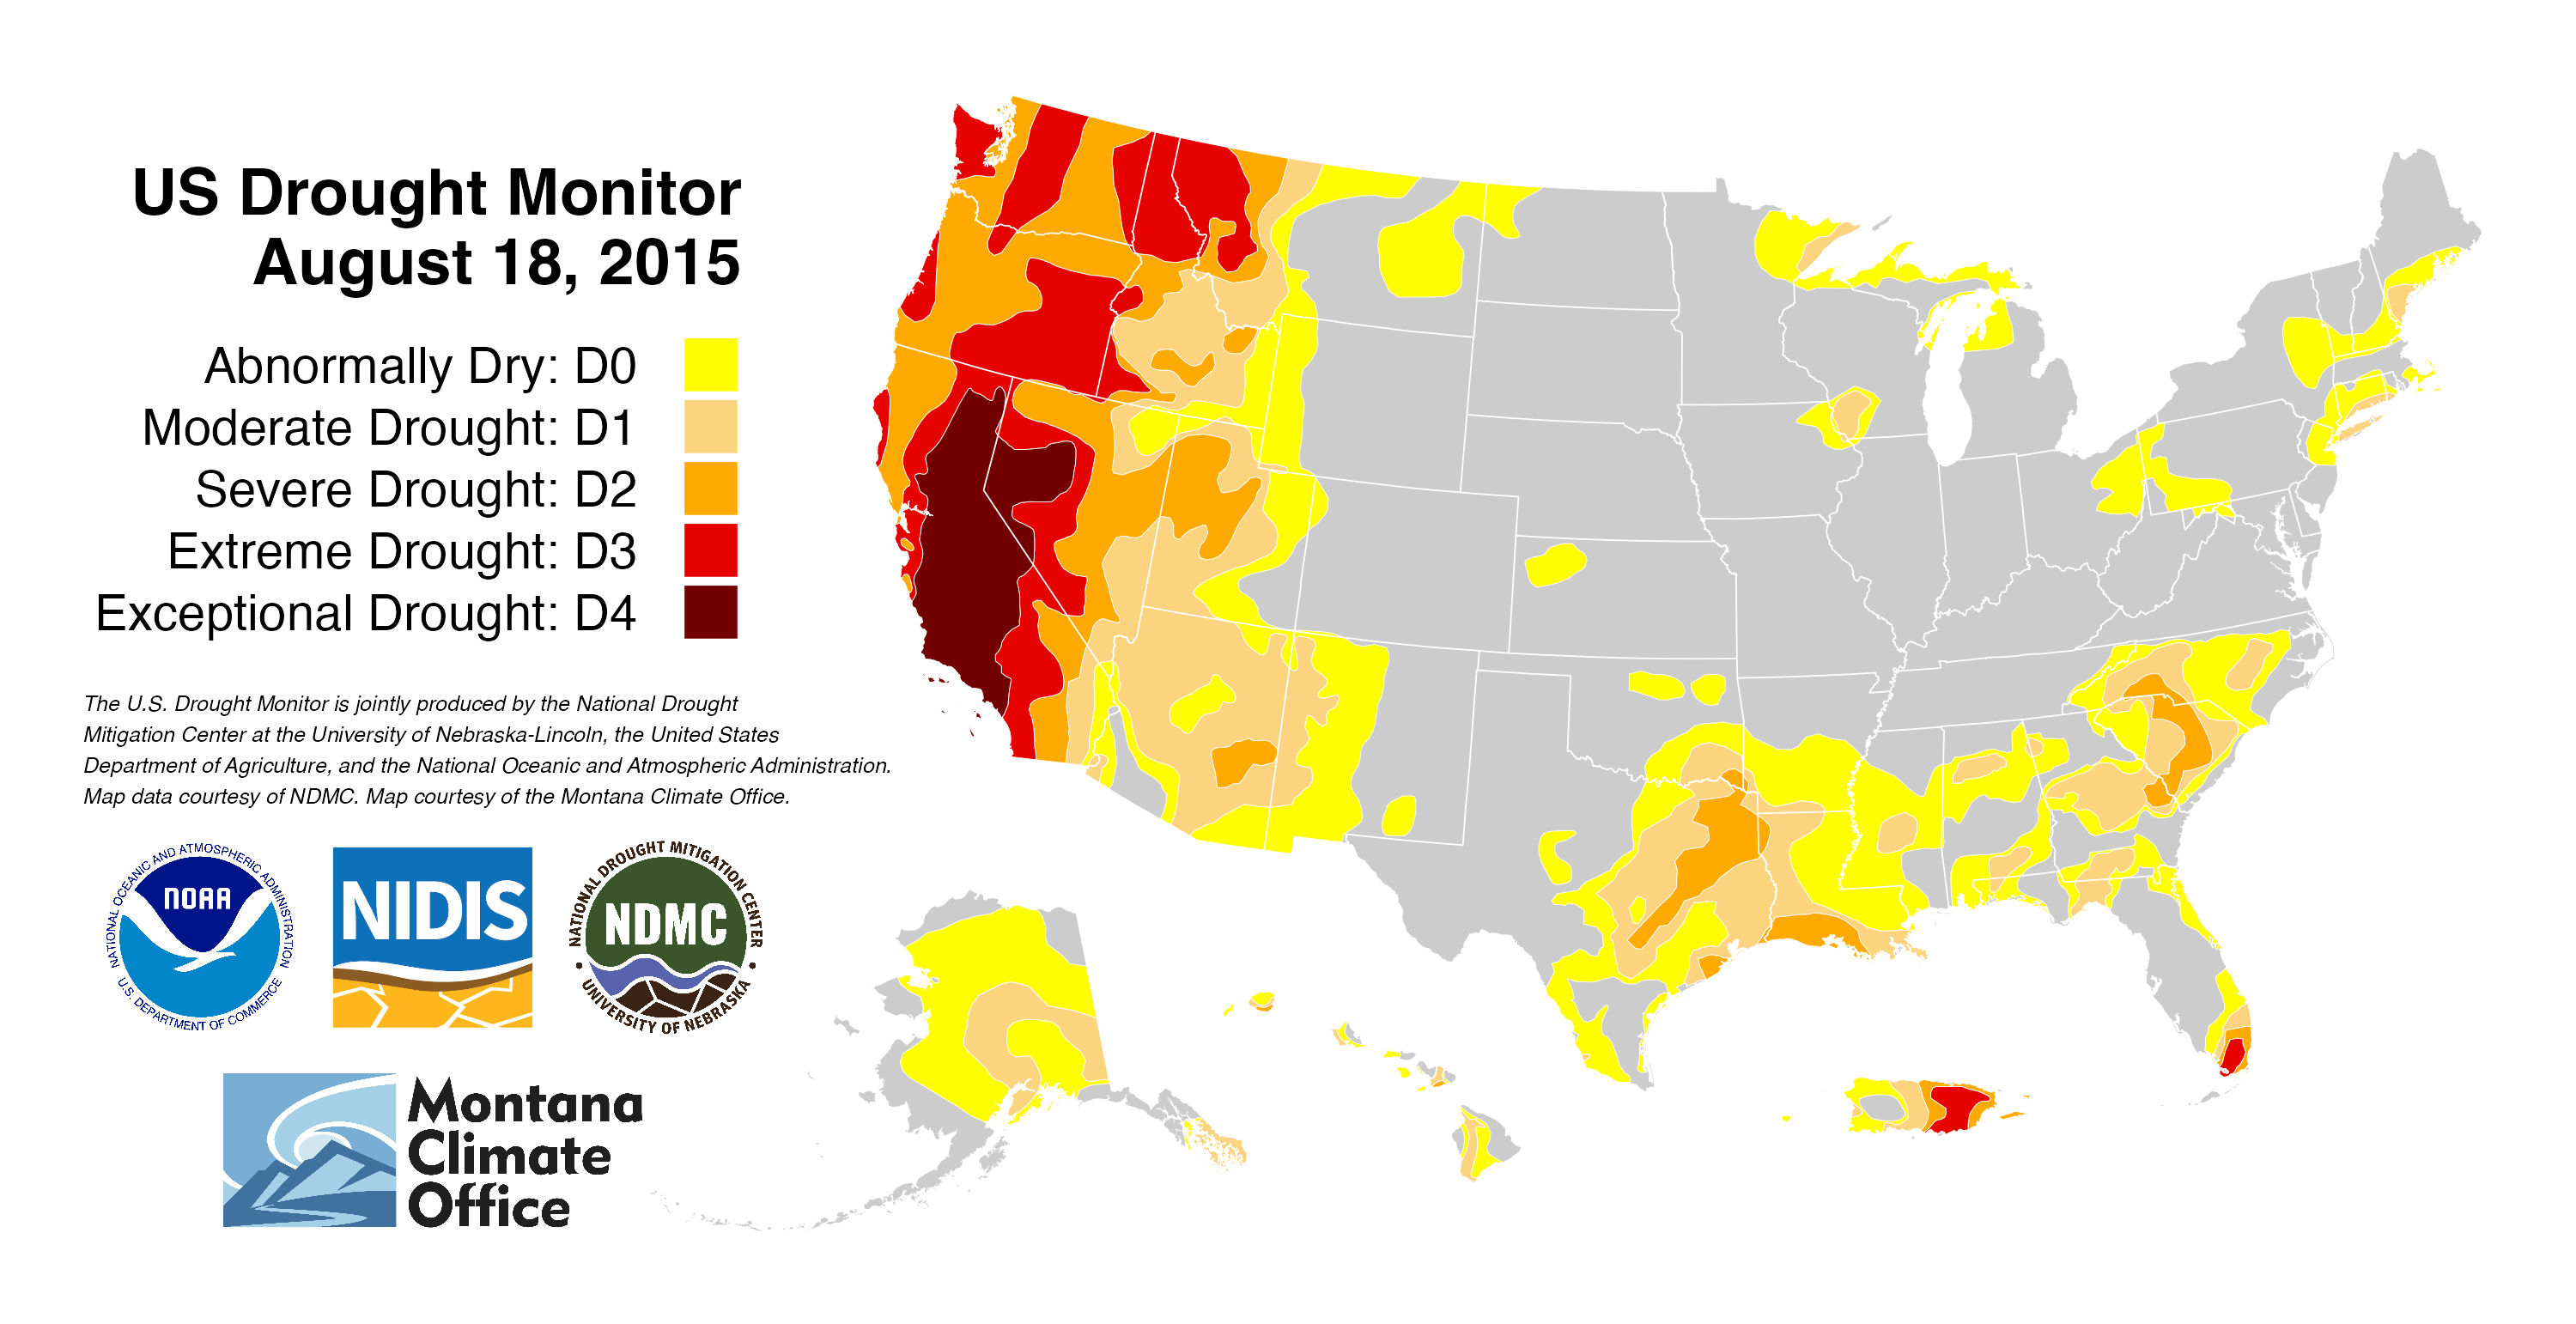 US Drought Monitor
August 18, 2015
Abnormally Dry: D0
Moderate Drought: D1
Severe Drought: D2
Extreme Drought: D3
Exceptional Drought: D4
The U.S. Drought Monitor is jointly produced by the National Drought
Mitigation Center at the University of Nebraska-Lincoln, the United States
Department of Agriculture, and the National Oceanic and Atmospheric Administration.
Map data courtesy of NDMC. Map courtesy of the Montana Climate Office.
NATIONAL OCEANIC AND ATMOSPHERIC ADMINISTRATION
NOAA
U.S. DEPARTMENT OF COMMERCE
NIDIS
NATIONAL DROUGHT MITIGATION CENTER
NDMC
UNIVERSITY OF NEBRASKA
Montana
Climate
Office